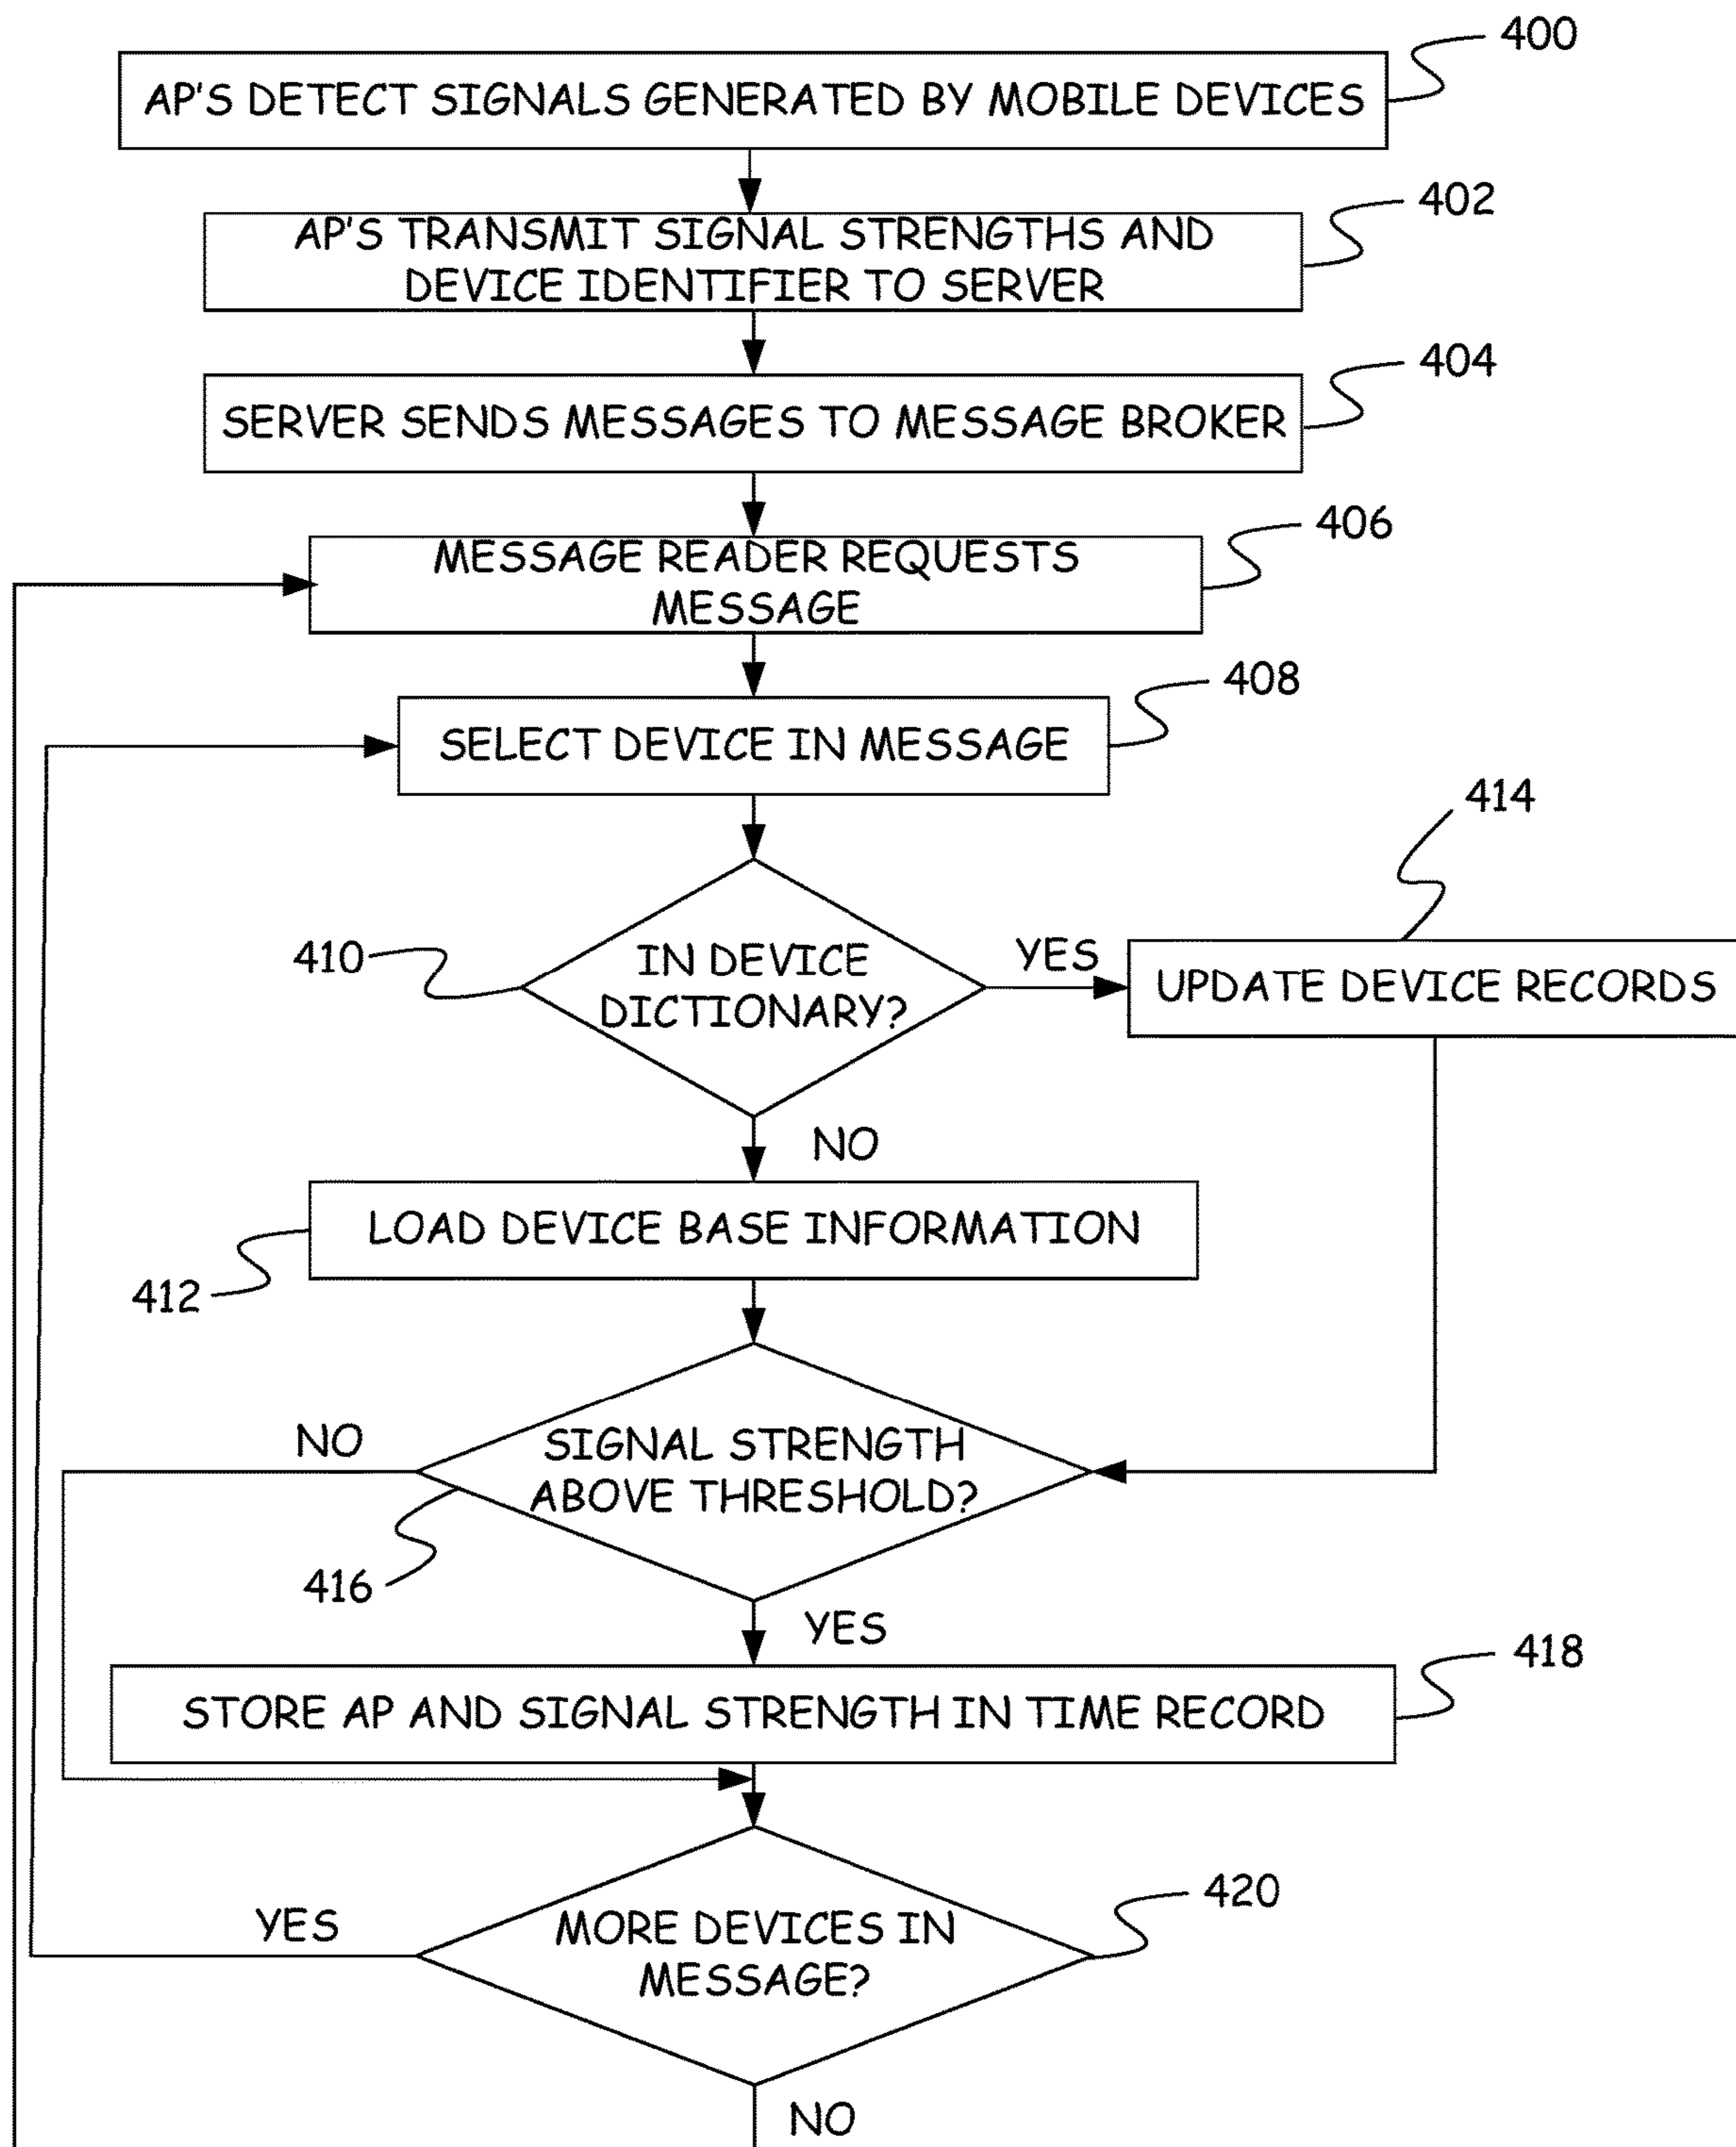 400
AP'S DETECT SIGNALS GENERATED BY MOBILE DEVICES
402
AP'S TRANSMIT SIGNAL STRENGTHS AND
DEVICE IDENTIFIER TO SERVER
404
SERVER SENDS MESSAGES TO MESSAGE BROKER
406
MESSAGE READER REQUESTS
MESSAGE
408
SELECT DEVICE IN MESSAGE
414
410
IN DEVICE
DICTIONARY?
YES
UPDATE DEVICE RECORDS
NO
LOAD DEVICE BASE INFORMATION
412
NO
SIGNAL STRENGTH
ABOVE THRESHOLD?
416
YES
418
STORE AP AND SIGNAL STRENGTH IN TIME RECORD
420
YES
MORE DEVICES IN
MESSAGE?
NO